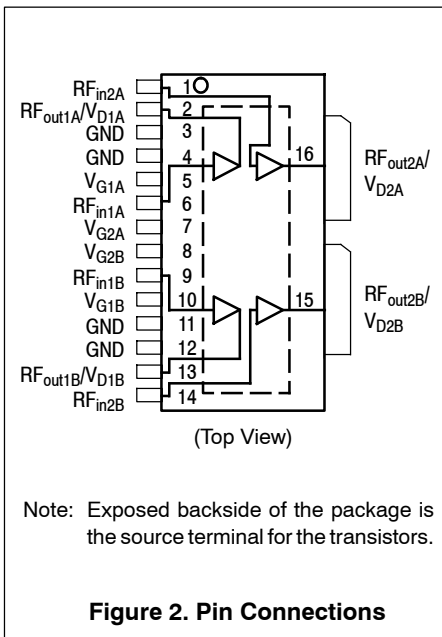 RFin2A 1
RFout1A/VD1A 2
GND 3
GND 4
VG1A 5
RFin1A 6
VG2A 7
VG2B 8
RFin1B 9
VG1B 10
GND 11
GND 12
RFout1B/VD1B 13
RFin2B 14
16 RFout2A/
VD2A
15 RFout2B/
VD2B
(Top View)
Note: Exposed backside of the package is
the source terminal for the transistors.
Figure 2. Pin Connections